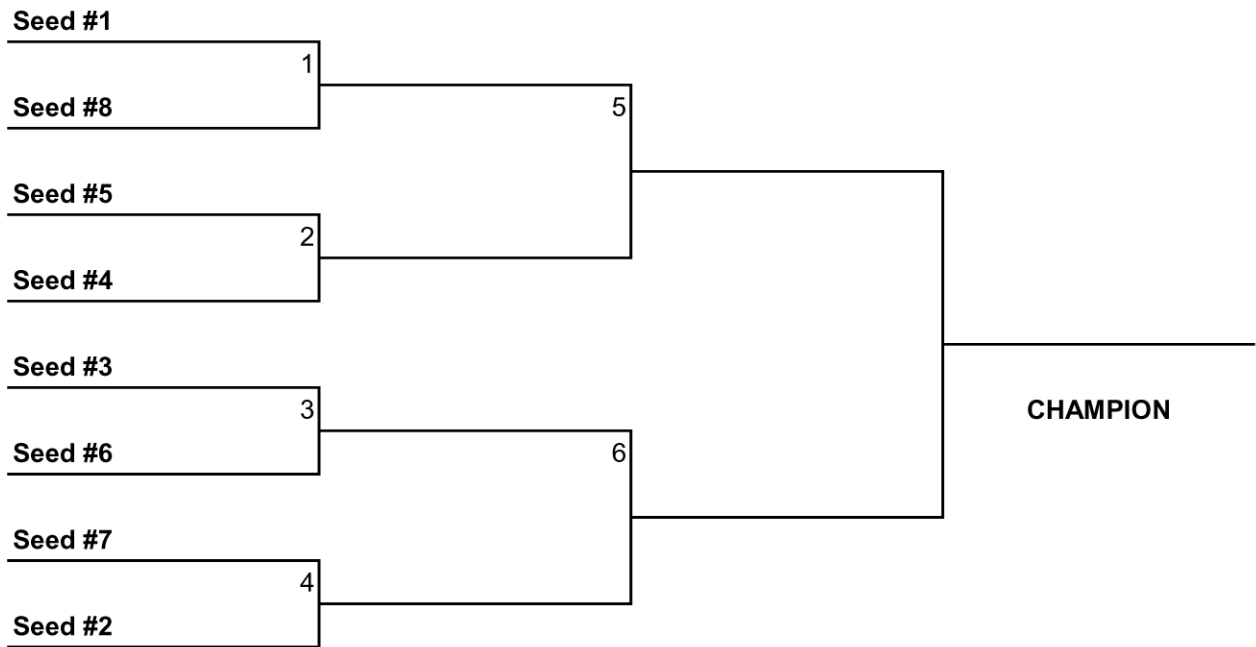 Seed #1
1
Seed #8
5
Seed #5
2
Seed #4
Seed #3
3
CHAMPION
Seed #6
6
Seed #7
4
Seed #2